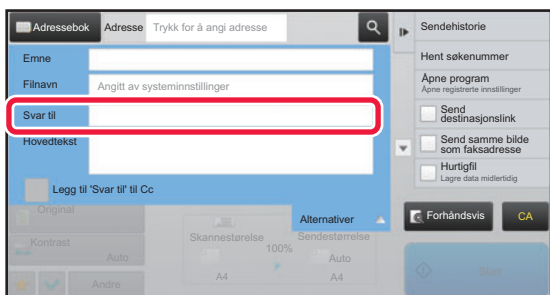 Adressebok
Adresse
Trykk for å angi adresse
Emne
Filnavn
Angitt av systeminnstillinger
Svar til
Hovedtekst
Legg til 'Svar til' til Cc
Alternativer
Original
Kontrast
Auto
Andre
Skannestørrelse
100%
A4
Sendestørrelse
Auto
A4
Sendehistorie
Hent søkenummer
Åpne program
Åpne registrerte innstillinger
Send
destinasjonslink
Send samme bilde
som faksadresse
Hurtigfil
Lagre data midlertidig
Forhåndsvis
CA
Start